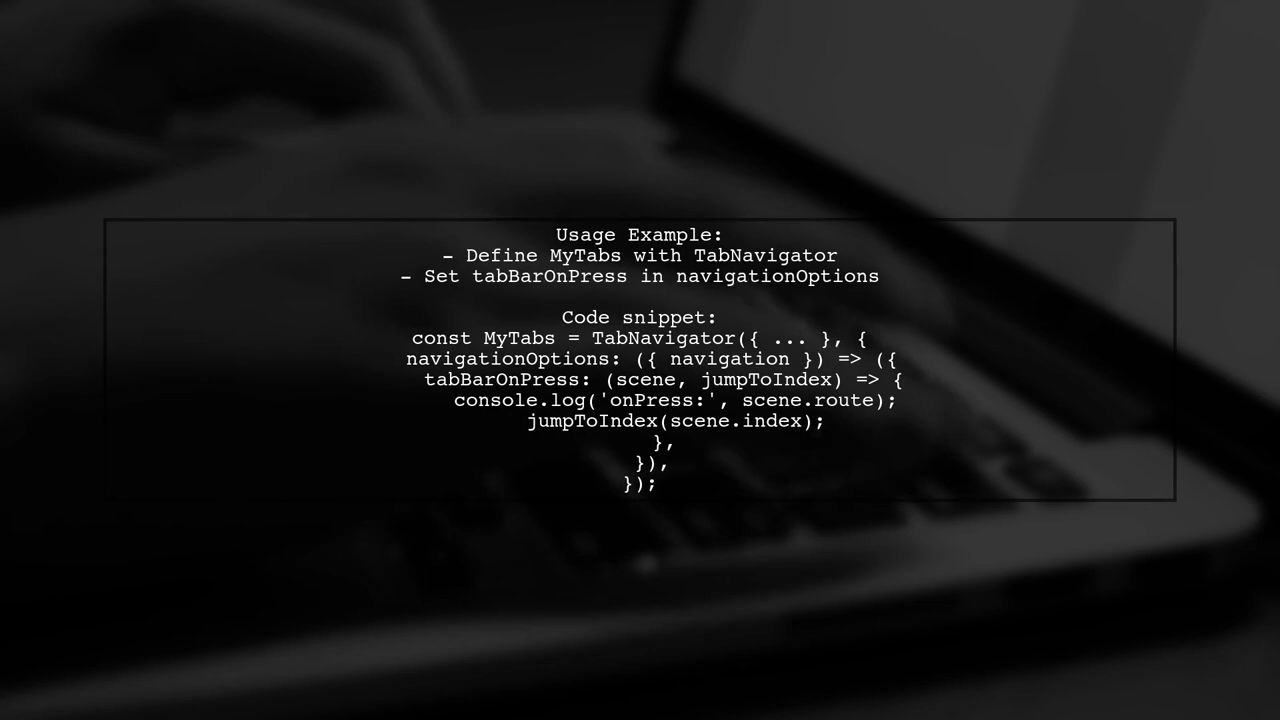 Usage Example:
- Define MyTabs with TabNavigator
- Set tabBarOnPress in navigationOptions
Code snippet:
const MyTabs = TabNavigator({ ... }, {
navigationOptions: ({ navigation }) => ({
tabBarOnPress: (scene, jumpToIndex) => {
console.log('onPress:', scene.route);
jumpToIndex(scene.index);
},
}),
});